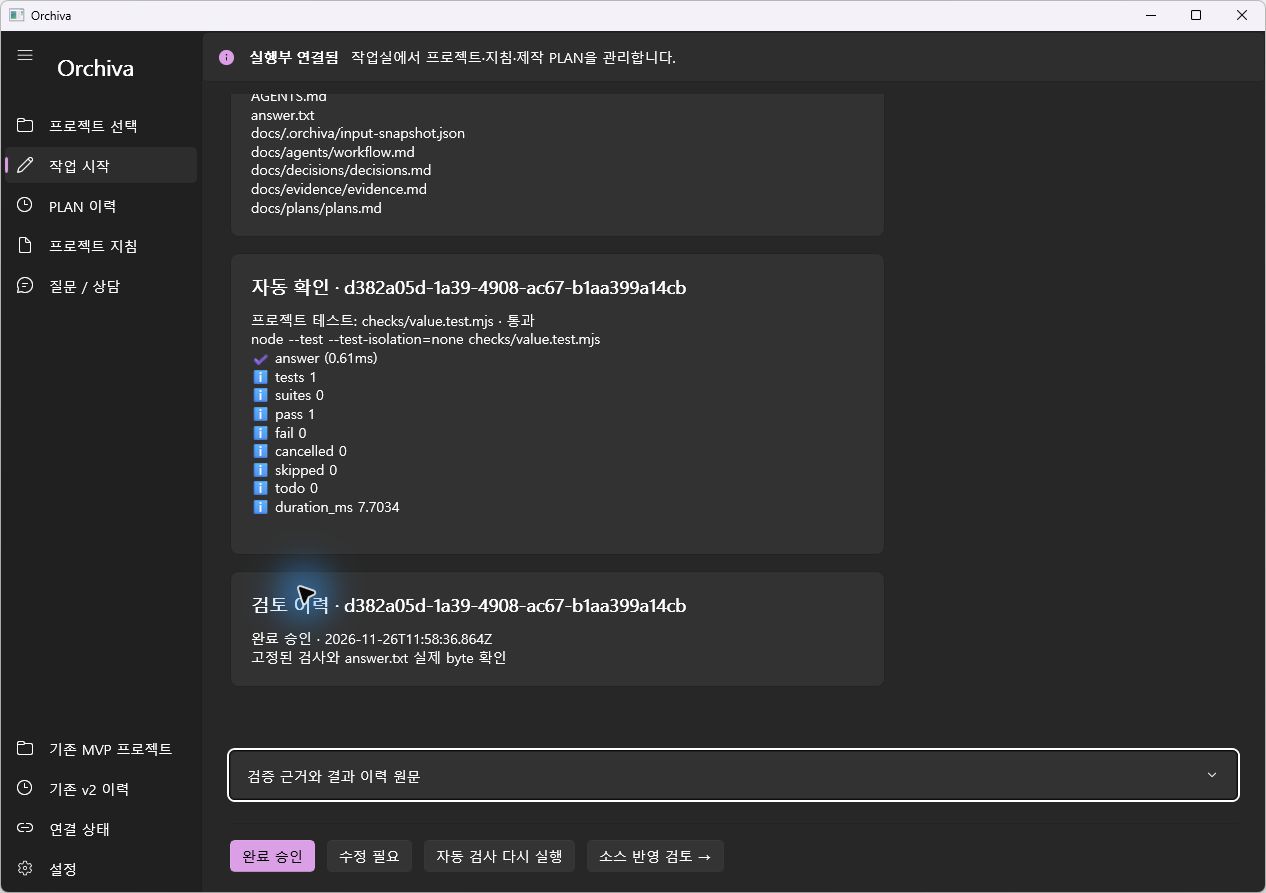 Orchiva
Orchiva
프로젝트 선택
작업 시작
PLAN 이력
프로젝트 지침
질문 / 상담
기존 MVP 프로젝트
기존 v2 이력
연결 상태
설정
실행부 연결됨 작업실에서 프로젝트·지침·제작 PLAN을 관리합니다.
AGENTS.md
answer.txt
docs/.orchiva/input-snapshot.json
docs/agents/workflow.md
docs/decisions/decisions.md
docs/evidence/evidence.md
docs/plans/plans.md
자동 확인 · d382a05d-1a39-4908-ac67-b1aa399a14cb
프로젝트 테스트: checks/value.test.mjs · 통과
node --test --test-isolation=none checks/value.test.mjs
✔ answer (0.61ms)
ℹ tests 1
ℹ suites 0
ℹ pass 1
ℹ fail 0
ℹ cancelled 0
ℹ skipped 0
ℹ todo 0
ℹ duration_ms 7.7034
검토 이력 · d382a05d-1a39-4908-ac67-b1aa399a14cb
완료 승인 · 2026-11-26T11:58:36.864Z
고정된 검사와 answer.txt 실제 byte 확인
검증 근거와 결과 이력 원문
완료 승인
수정 필요
자동 검사 다시 실행
소스 반영 검토 →